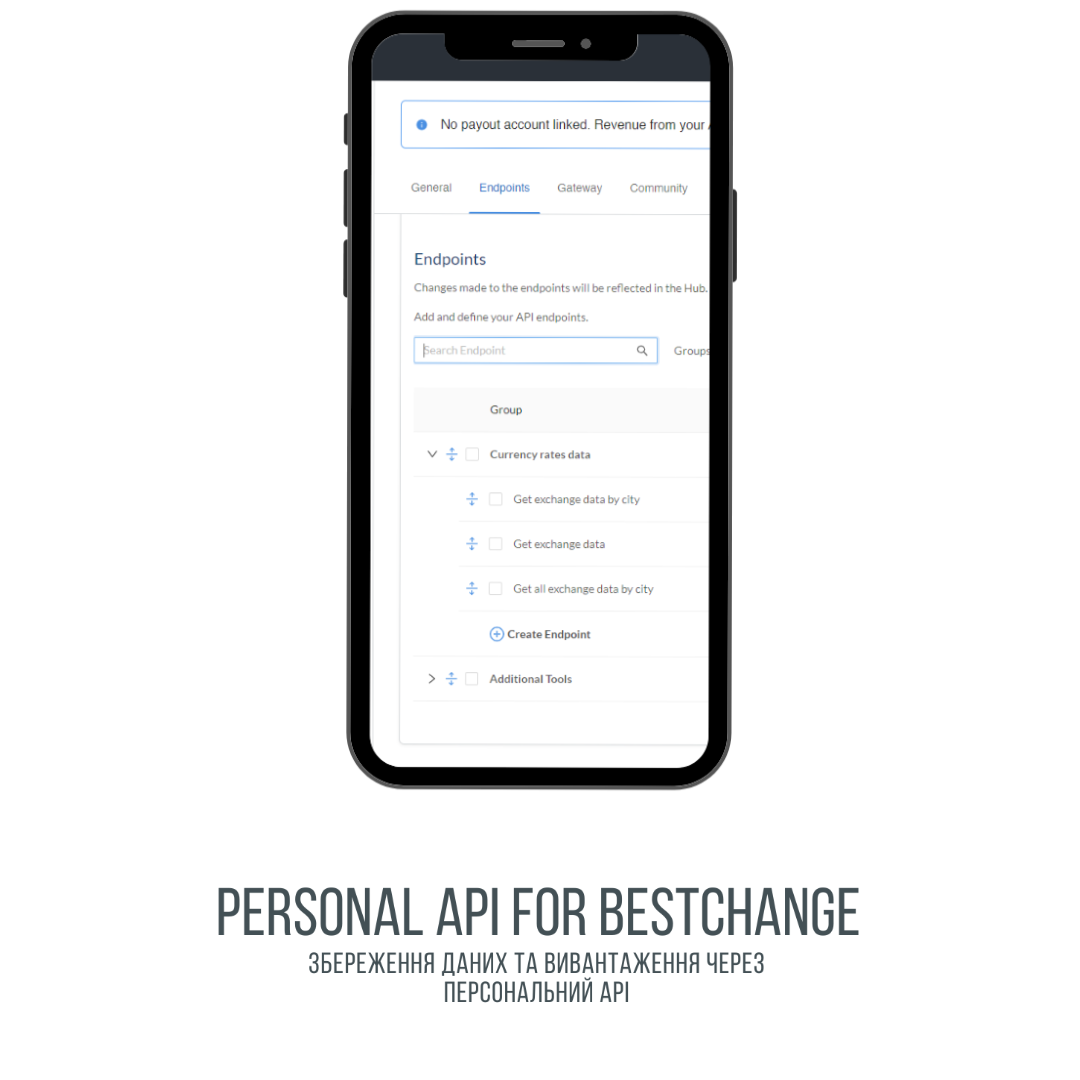 No payout account linked. Revenue from your
General Endpoints Gateway Community
Endpoints
Changes made to the endpoints will be reflected in the Hub.
Add and define your API endpoints.
Search Endpoint Groups
Group
Currency rates data
Get exchange data by city
Get exchange data
Get all exchange data by city
Create Endpoint
Additional Tools
PERSONAL API FOR BESTCHANGE
ЗБЕРЕЖЕННЯ ДАНИХ ТА ВИВАНТАЖЕННЯ ЧЕРЕЗ
ПЕРСОНАЛЬНИЙ API